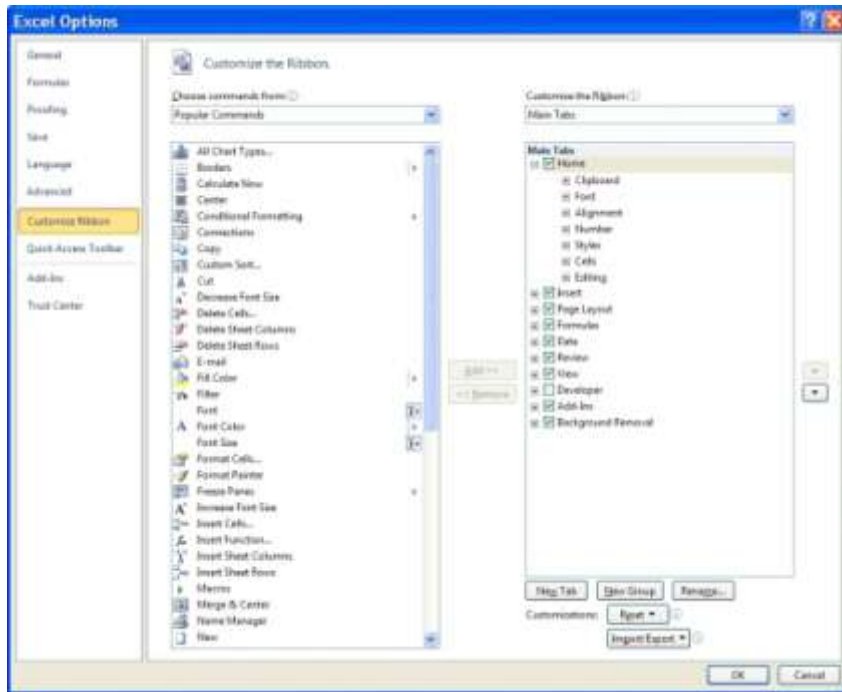 Excel Options
General
Formulas
Proofing
Save
Language
Advanced
Customize Ribbon
Quick Access Toolbar
Add-Ins
Trust Center
Customize the Ribbon.
Choose commands from:
Popular Commands
All Chart Types...
Borders
Calculate Now
Center
Conditional Formatting
Connections
Copy
Custom Sort...
Cut
Decrease Font Size
Delete Cells...
Delete Sheet Columns
Delete Sheet Rows
E-mail
Fill Color
Filter
Font
Font Color
Font Size
Format Cells...
Format Painter
Freeze Panes
Increase Font Size
Insert Cells...
Insert Function...
Insert Sheet Columns
Insert Sheet Rows
Macros
Merge & Center
Name Manager
New
Add >>
<< Remove
Customize the Ribbon:
Main Tabs
Main Tabs
Home
Clipboard
Font
Alignment
Number
Styles
Cells
Editing
Insert
Page Layout
Formulas
Data
Review
View
Developer
Add-Ins
Background Removal
New Tab
New Group
Rename...
Customizations:
Reset
Import/Export
OK
Cancel